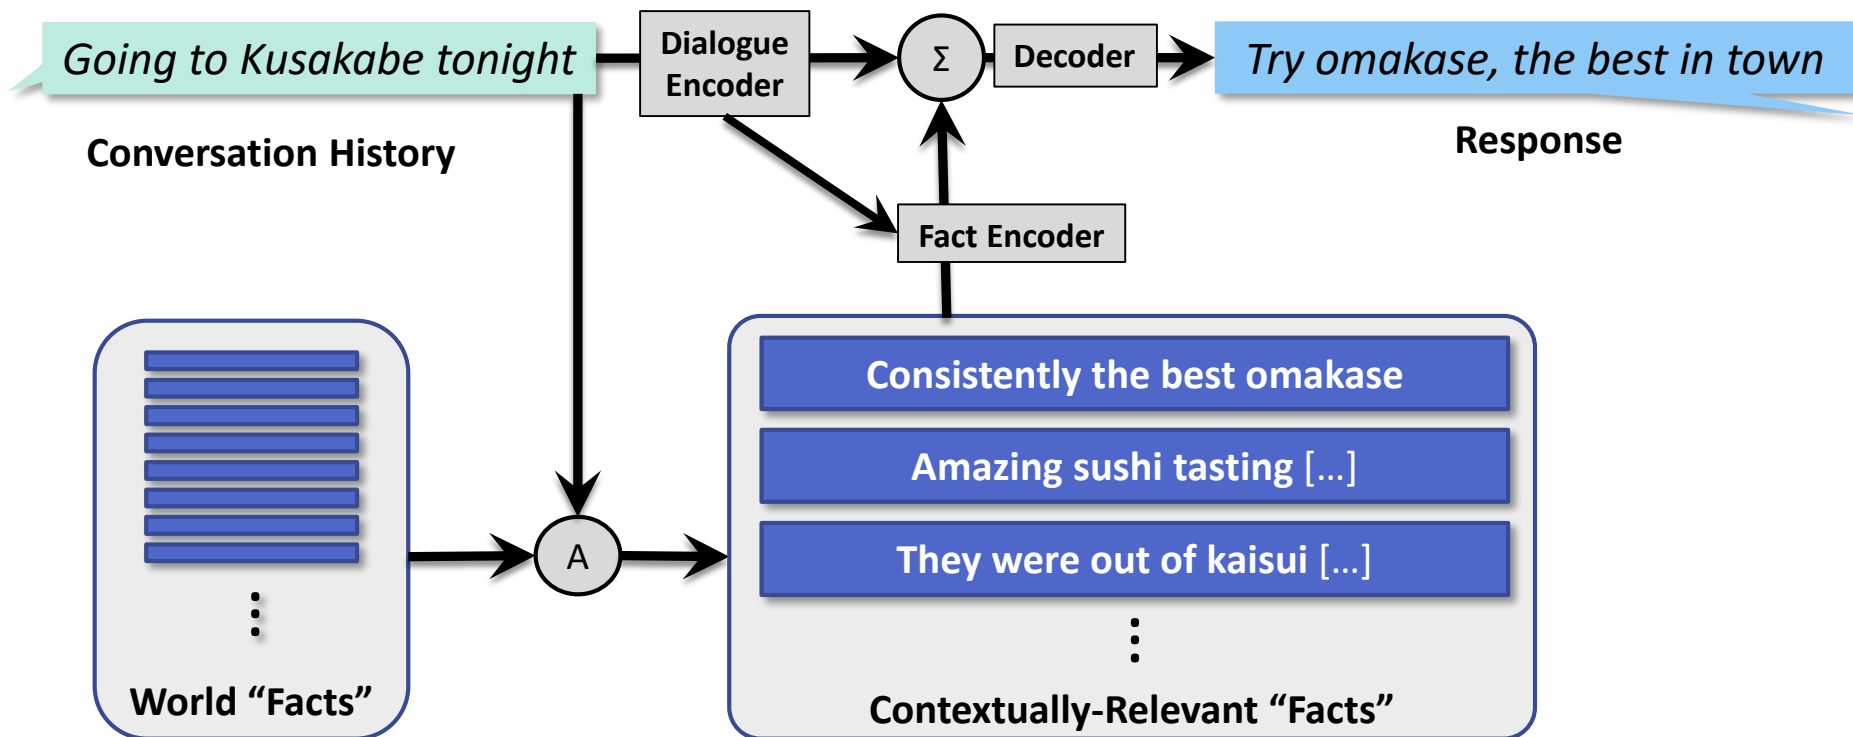 Going to Kusakabe tonight
Dialogue
Encoder
Σ
Decoder
Try omakase, the best in town
Conversation History
Response
Fact Encoder
Consistently the best omakase
Amazing sushi tasting [...]
A
They were out of kaisui [...]
World “Facts”
Contextually-Relevant “Facts”